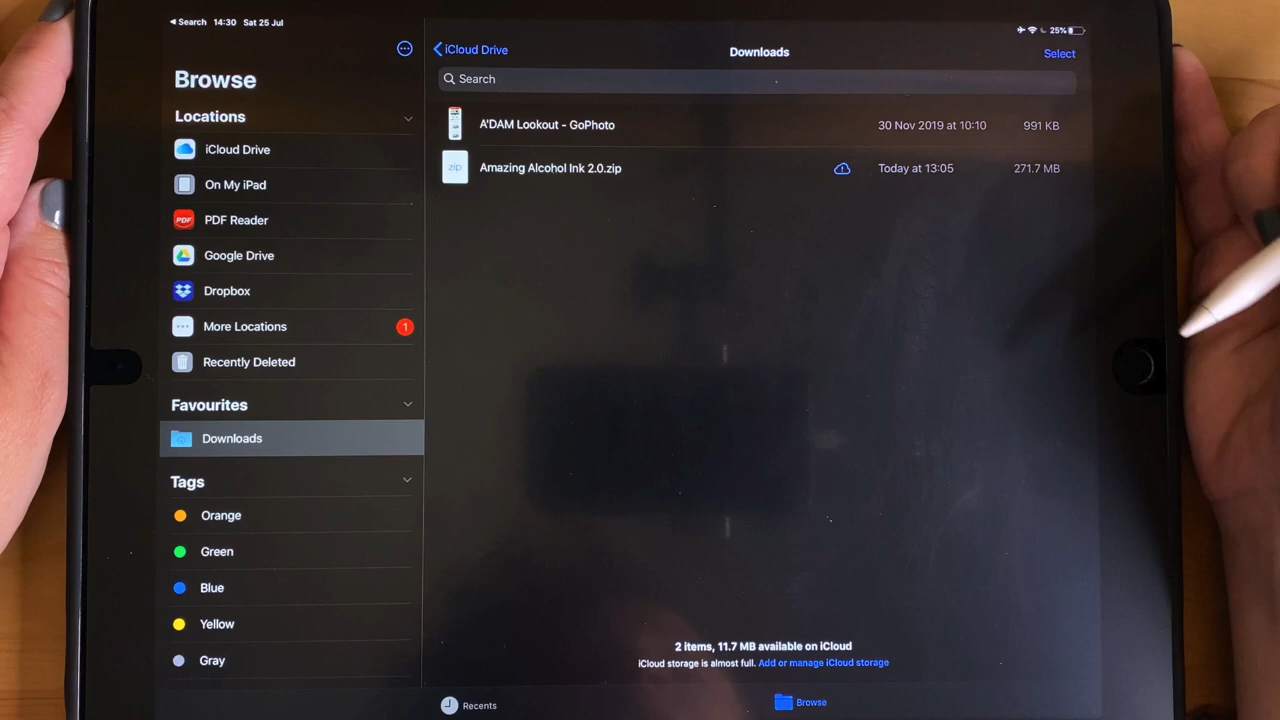 Search 14:30 Sat 25 Jul
25%
Browse
Locations
iCloud Drive
On My iPad
PDF
PDF Reader
Google Drive
Dropbox
More Locations 1
Recently Deleted
Favourites
Downloads
Tags
Orange
Green
Blue
Yellow
Gray
iCloud Drive Downloads Select
Search
A'DAM Lookout - GoPhoto 30 Nov 2019 at 10:10 991 KB
zip
Amazing Alcohol Ink 2.0.zip Today at 13:05 271.7 MB
2 items, 11.7 MB available on iCloud
iCloud storage is almost full. Add or manage iCloud storage
Recents Browse